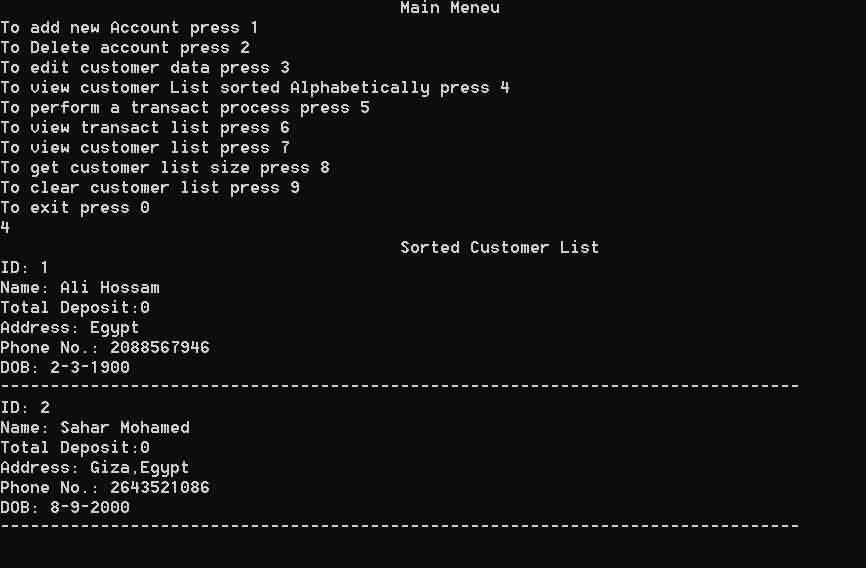 Main Meneu
To add new Account press 1
To Delete account press 2
To edit customer data press 3
To view customer List sorted Alphabetically press 4
To perform a transact process press 5
To view transact list press 6
To view customer list press 7
To get customer list size press 8
To clear customer list press 9
To exit press 0
4
Sorted Customer List
ID: 1
Name: Ali Hossam
Total Deposit:0
Address: Egypt
Phone No.: 2088567946
DOB: 2-3-1900
--------------------------------------------------------------------------------
ID: 2
Name: Sahar Mohamed
Total Deposit:0
Address: Giza,Egypt
Phone No.: 2643521086
DOB: 8-9-2000
--------------------------------------------------------------------------------